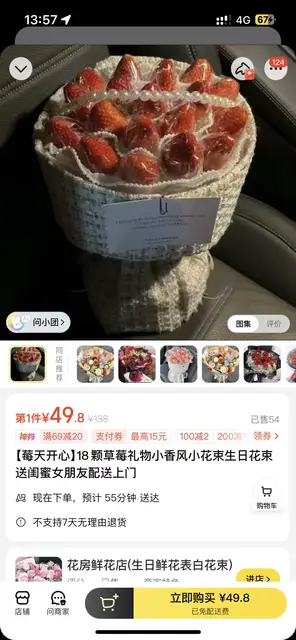 13:57
4G
67
124
问小团>
图集
评价
同店推荐
第1件¥49.8 ¥138
已售54
神券 满69减20 支付券 最高15元 100减2 200减 领券>
【莓天开心】18 颗草莓礼物小香风小花束生日花束
送闺蜜女朋友配送上门
现在下单，预计 55分钟 送达
购物车
不支持7天无理由退货
花房鲜花店(生日鲜花表白花束)
进店>
店铺
问商家
立即购买 ¥49.8
已免配送费